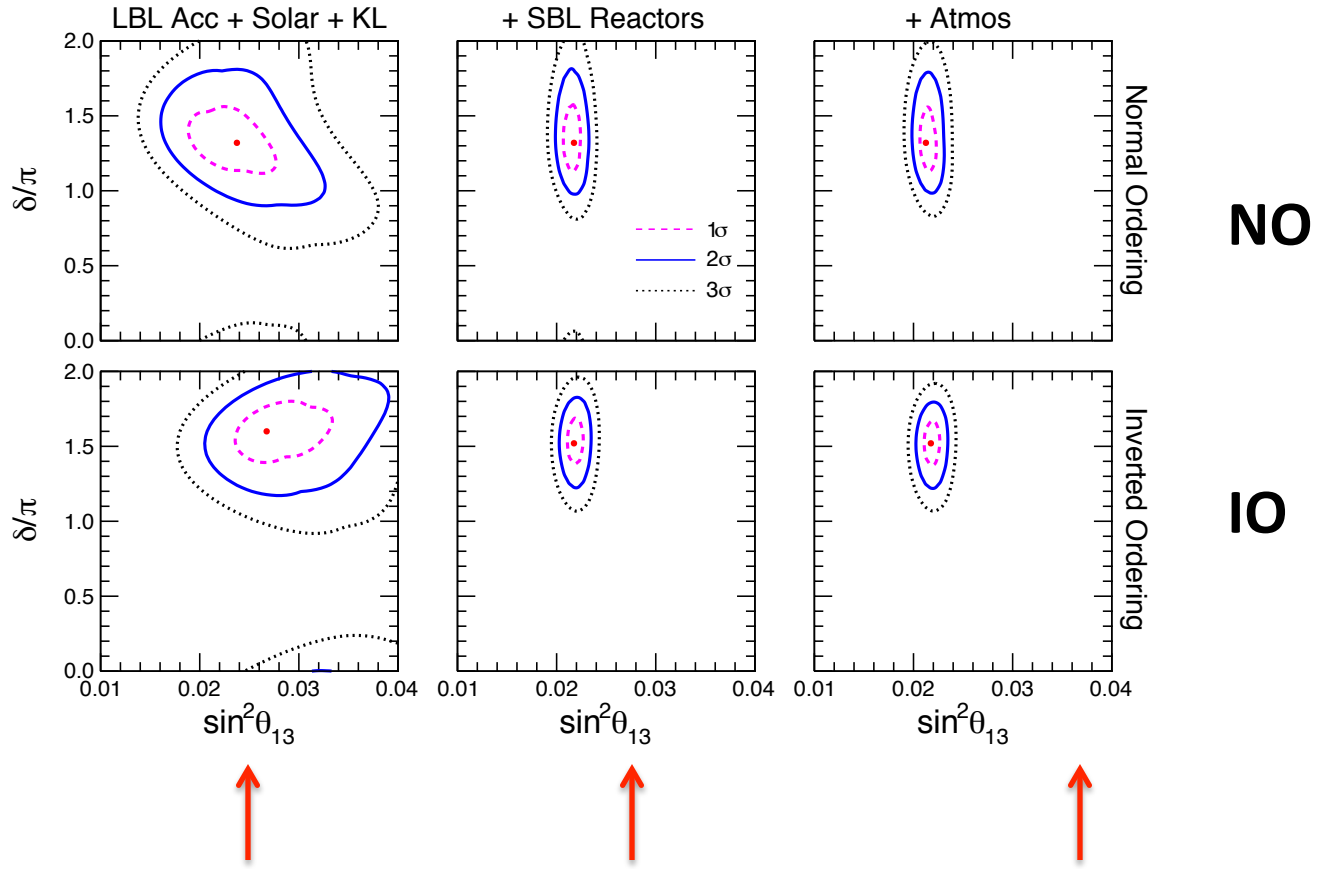 LBL Acc + Solar + KL
+ SBL Reactors
+ Atmos
2.0
1.5
1.0
0.5
0.0
δ/π
1σ
2σ
3σ
Normal Ordering
NO
2.0
1.5
1.0
0.5
0.0
δ/π
Inverted Ordering
IO
0.01 0.02 0.03 0.04
0.01 0.02 0.03 0.04
0.01 0.02 0.03 0.04
sin²θ₁₃
sin²θ₁₃
sin²θ₁₃